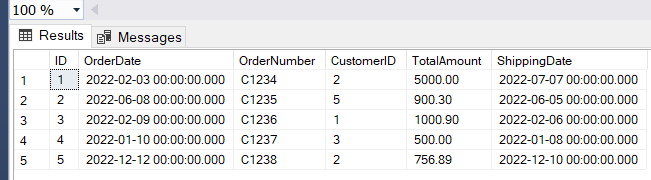 100 %
Results Messages
ID OrderDate OrderNumber CustomerID TotalAmount ShippingDate
1 1 2022-02-03 00:00:00.000 C1234 2 5000.00 2022-07-07 00:00:00.000
2 2 2022-06-08 00:00:00.000 C1235 5 900.30 2022-06-05 00:00:00.000
3 3 2022-02-09 00:00:00.000 C1236 1 1000.90 2022-02-06 00:00:00.000
4 4 2022-01-10 00:00:00.000 C1237 3 500.00 2022-01-08 00:00:00.000
5 5 2022-12-12 00:00:00.000 C1238 2 756.89 2022-12-10 00:00:00.000